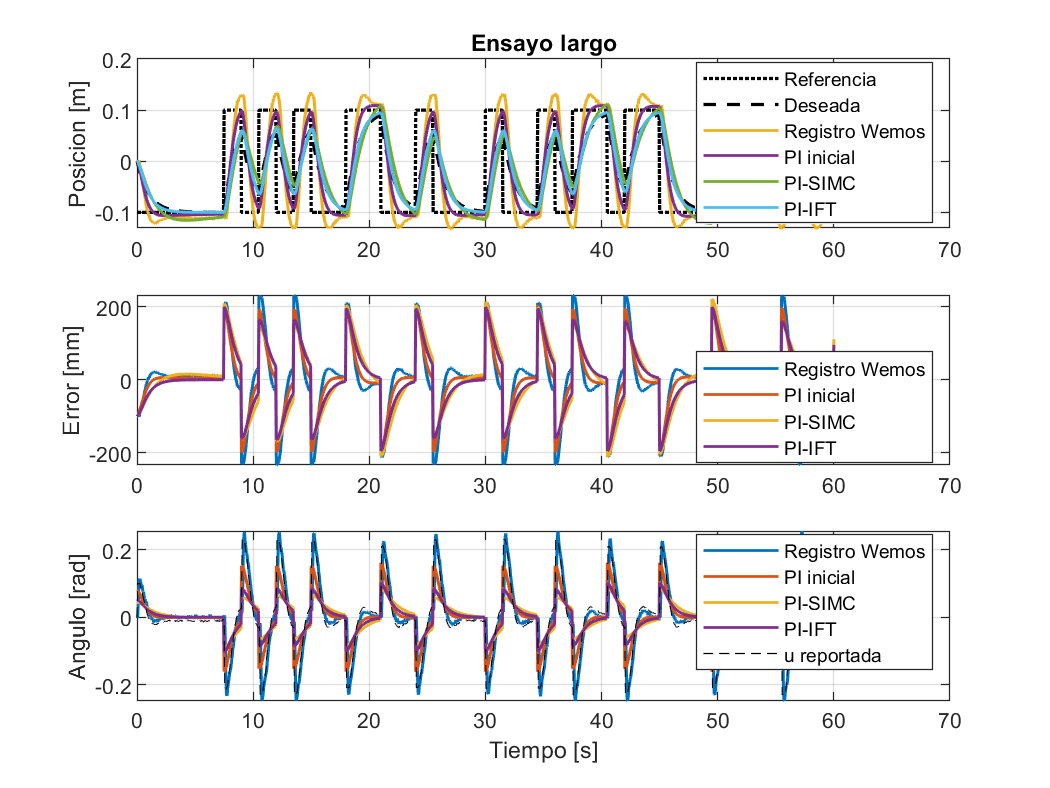 Ensayo largo
Posicion [m]
0.2
0.1
0
-0.1
0 10 20 30 40 50 60 70
Referencia
Deseada
Registro Wemos
PI inicial
PI-SIMC
PI-IFT
Error [mm]
200
0
-200
0 10 20 30 40 50 60 70
Registro Wemos
PI inicial
PI-SIMC
PI-IFT
Angulo [rad]
0.2
0
-0.2
0 10 20 30 40 50 60 70
Registro Wemos
PI inicial
PI-SIMC
PI-IFT
u reportada
Tiempo [s]